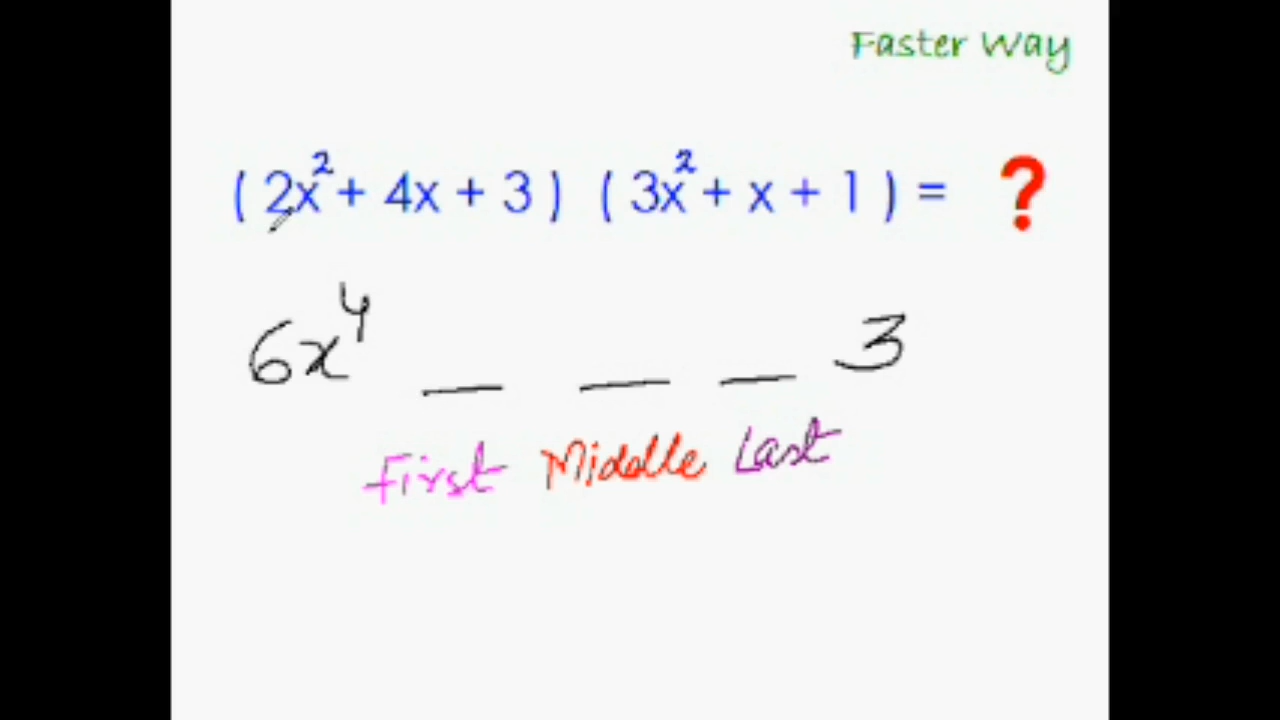 Faster Way
( 2x² + 4x + 3 ) ( 3x² + x + 1 ) = ?
6x⁴ _ _ _ 3
First Middle Last